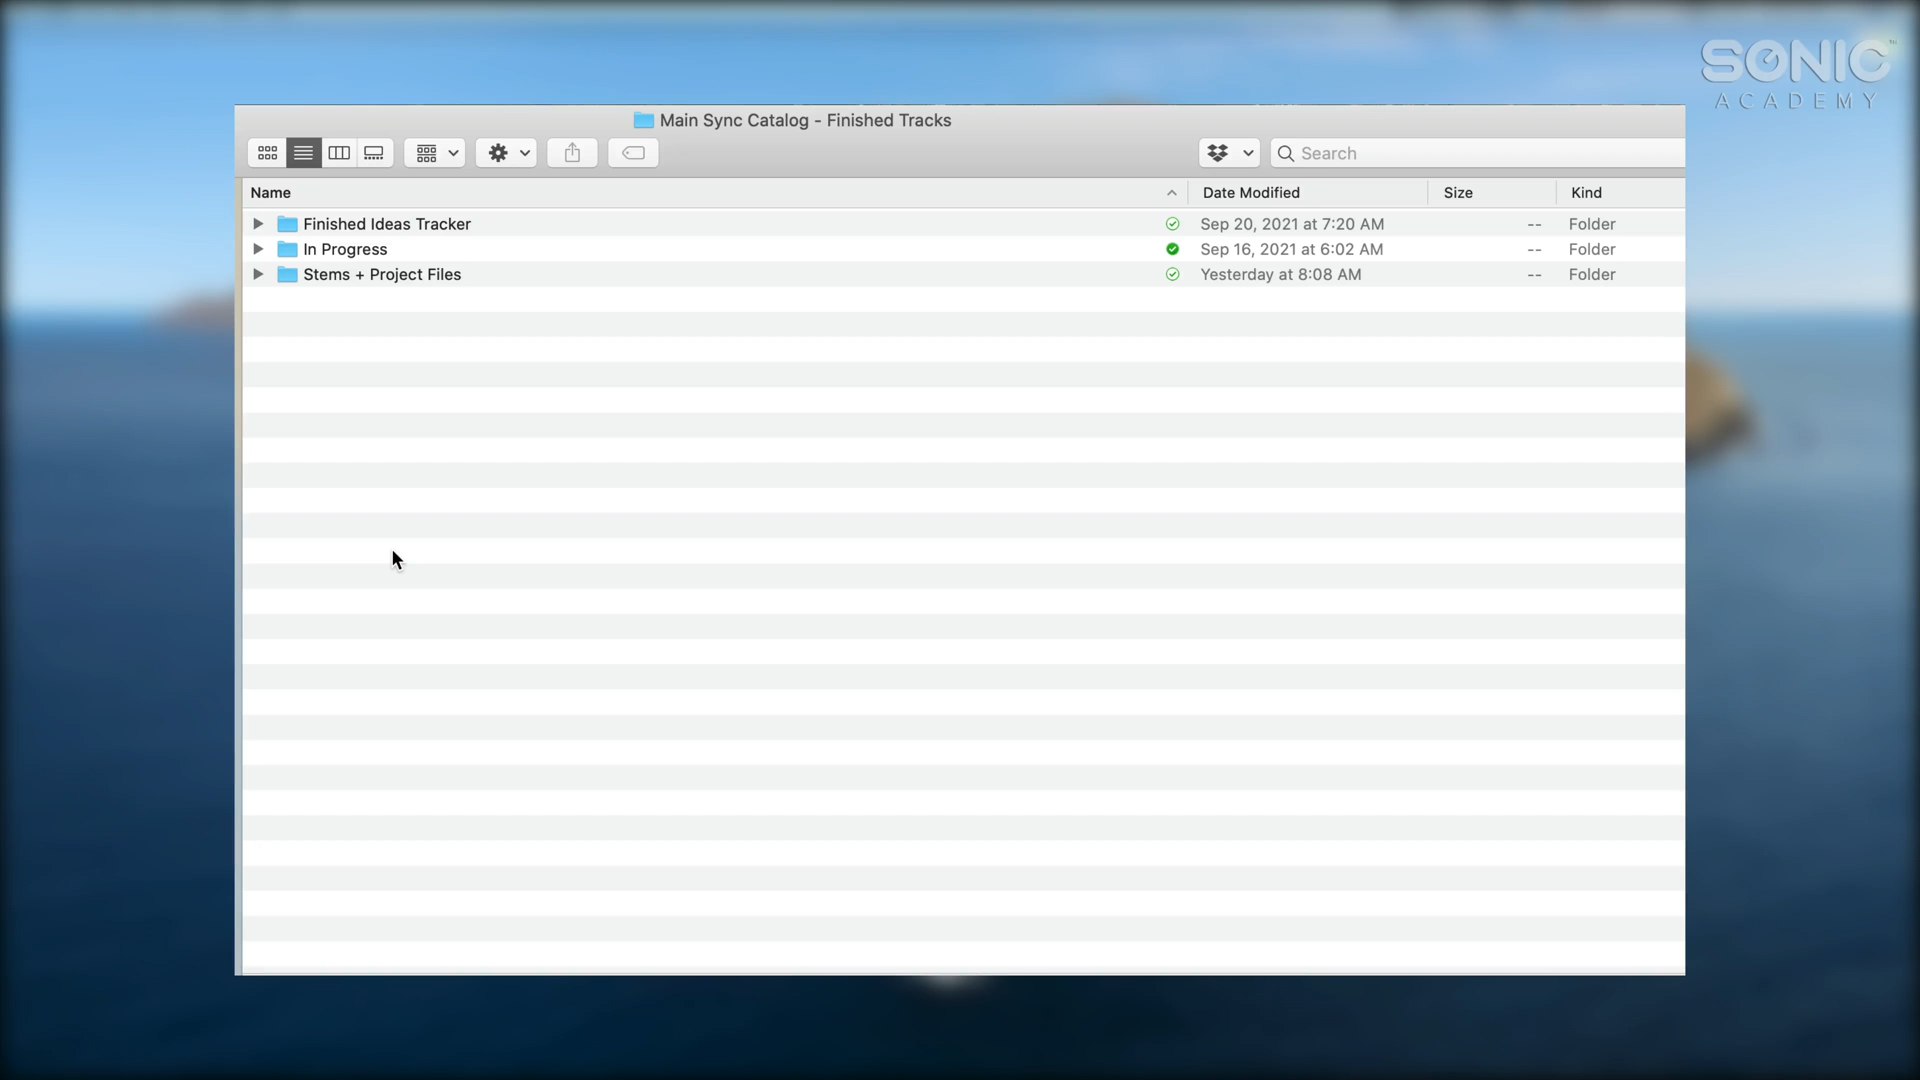 SONIC
ACADEMY
Main Sync Catalog - Finished Tracks
Search
Name Date Modified Size Kind
Finished Ideas Tracker Sep 20, 2021 at 7:20 AM -- Folder
In Progress Sep 16, 2021 at 6:02 AM -- Folder
Stems + Project Files Yesterday at 8:08 AM -- Folder